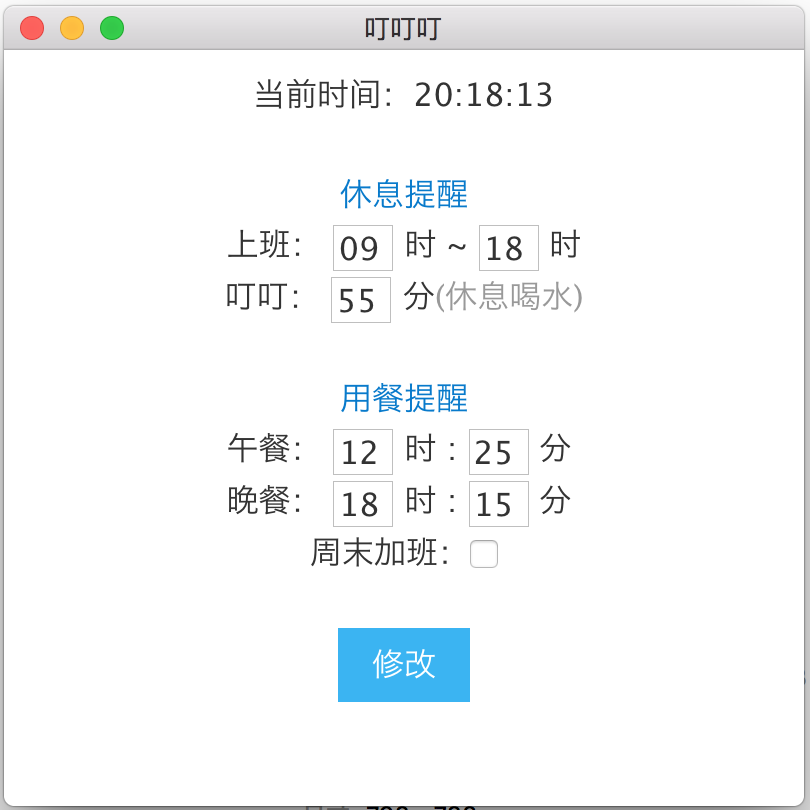 叮叮叮
当前时间：20:18:13
休息提醒
上班： 09 时 ~ 18 时
叮叮： 55 分(休息喝水)
用餐提醒
午餐： 12 时 : 25 分
晚餐： 18 时 : 15 分
周末加班：
修改